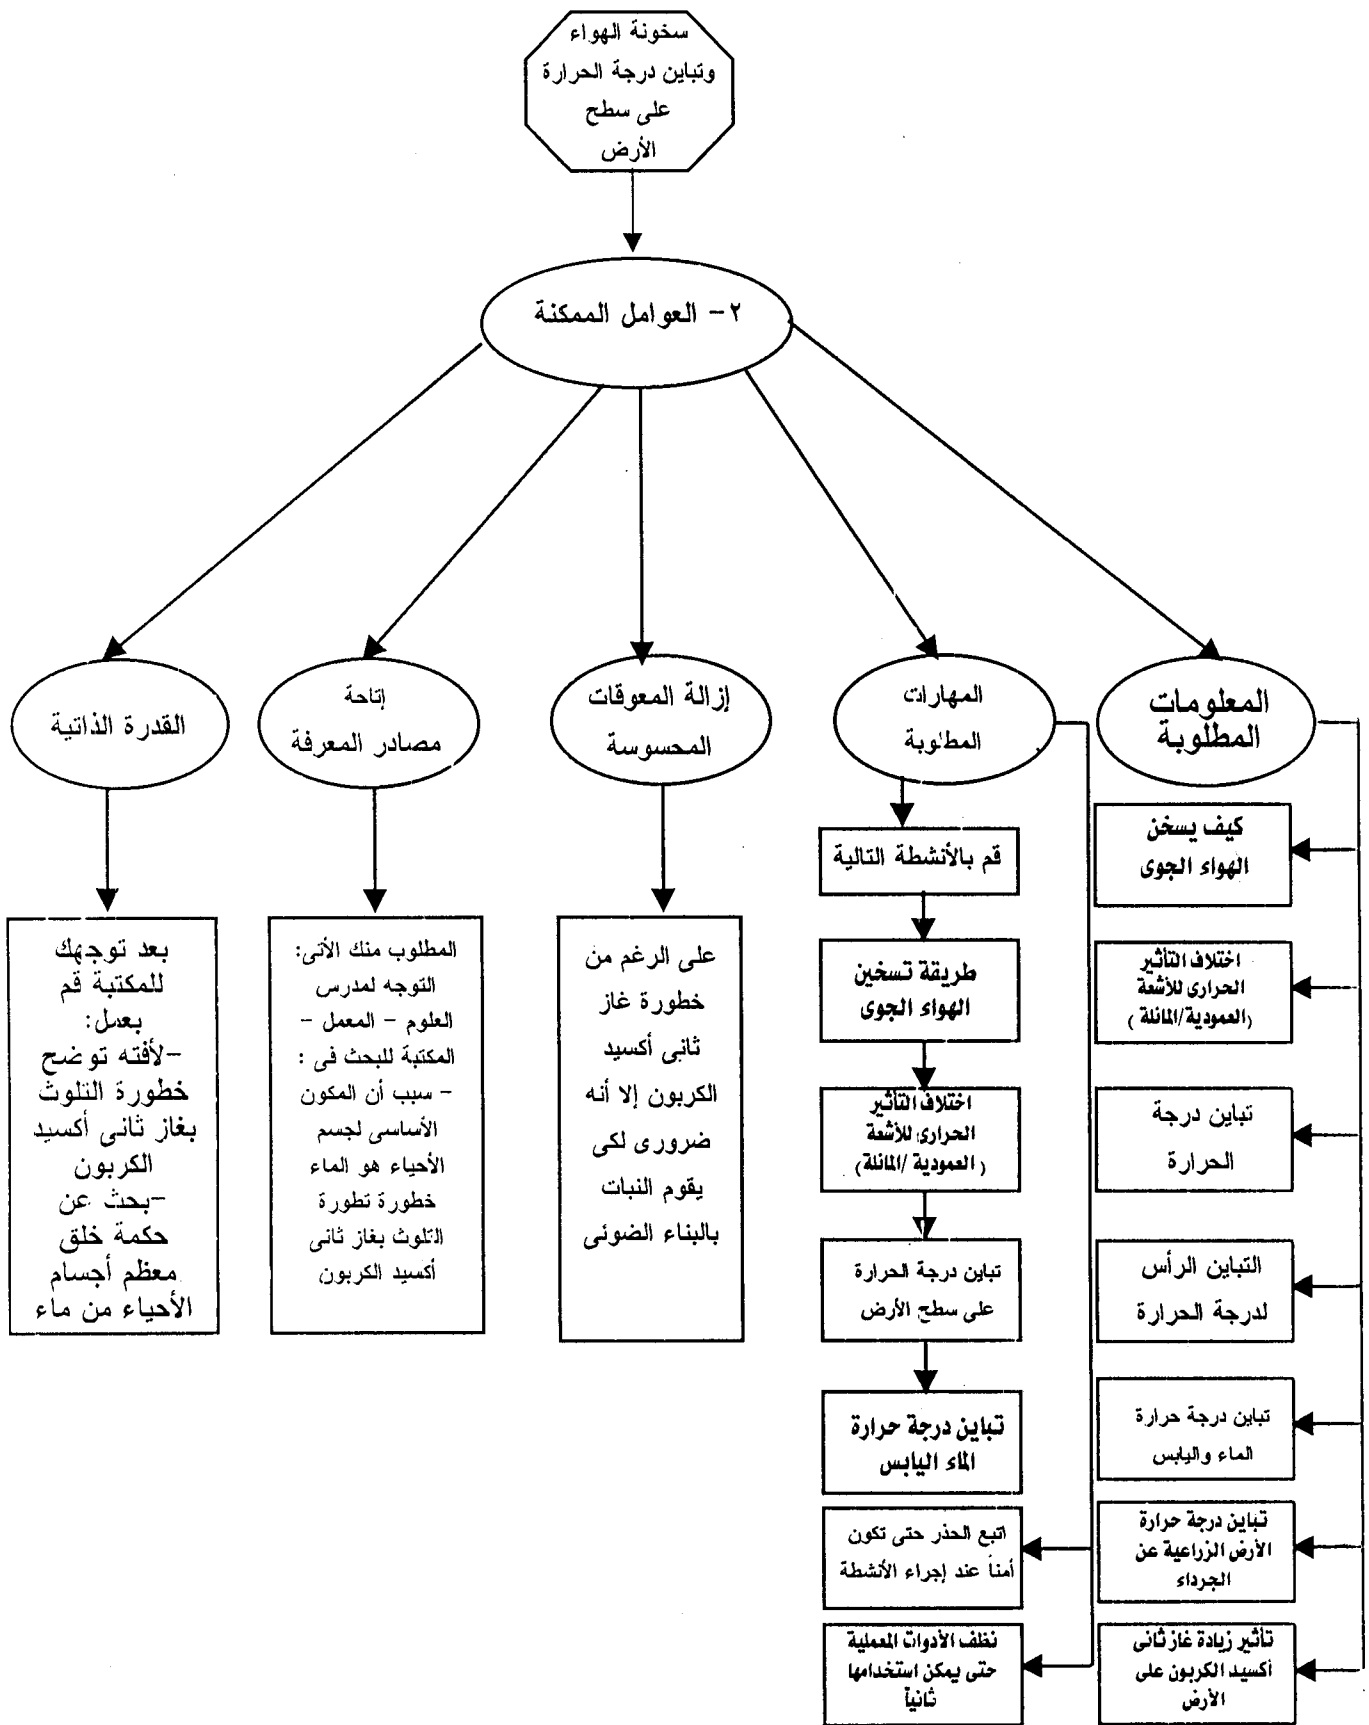 سخونة الهواء
وتباين درجة الحرارة
على سطح
الأرض
٢- العوامل الممكنة
المعلومات
المطلوبة
كيف يسخن
الهواء الجوى
اختلاف التأثير
الحرارى للأشعة
(العمودية/المائلة)
تباين درجة
الحرارة
التباين الرأس
لدرجة الحرارة
تباين درجة حرارة
الماء واليابس
تباين درجة حرارة
الأرض الزراعية عن
الجرداء
تأثير زيادة غاز ثانى
أكسيد الكربون على
الأرض
المهارات
المطلوبة
قم بالأنشطة التالية
طريقة تسخين
الهواء الجوى
اختلاف التأثير
الحرارى للأشعة
(العمودية/المائلة)
تباين درجة الحرارة
على سطح الأرض
تباين درجة حرارة
الماء اليابس
اتبع الحذر حتى تكون
أمناً عند إجراء الأنشطة
نظف الأدوات المعملية
حتى يمكن استخدامها
ثانياً
إزالة المعوقات
المحسوسة
على الرغم من
خطورة غاز
ثانى أكسيد
الكربون إلا أنه
ضرورى لكى
يقوم النبات
بالبناء الضوئى
إتاحة
مصادر المعرفة
المطلوب منك الأتى:
التوجه لمدرس
العلوم – المعمل –
المكتبة للبحث فى :
- سبب أن المكون
الأساسى لجسم
الأحياء هو الماء
خطورة تطورة
التلوث بغاز ثانى
أكسيد الكربون
القدرة الذاتية
بعد توجهك
للمكتبة قم
بعمل:
-لأفته توضح
خطورة التلوث
بغاز ثانى أكسيد
الكربون
-بحث عن
حكمة خلق
معظم أجسام
الأحياء من ماء